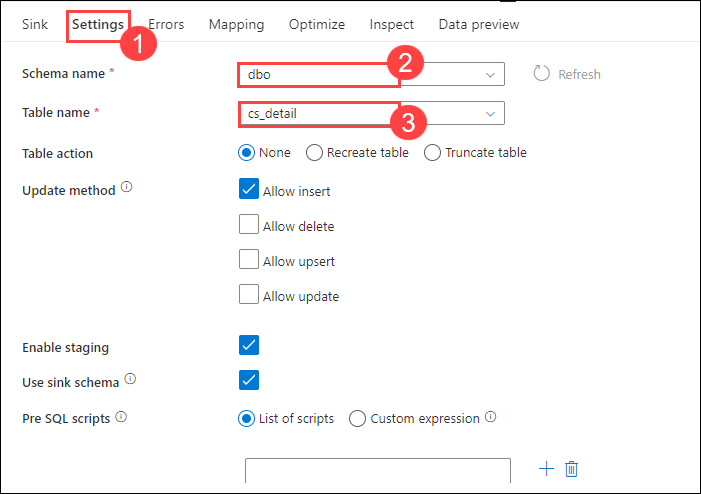 Sink Settings Errors Mapping Optimize Inspect Data preview
1
2
Schema name * dbo Refresh
Table name * cs_detail
3
Table action None Recreate table Truncate table
Update method Allow insert
Allow delete
Allow upsert
Allow update
Enable staging
Use sink schema
Pre SQL scripts List of scripts Custom expression